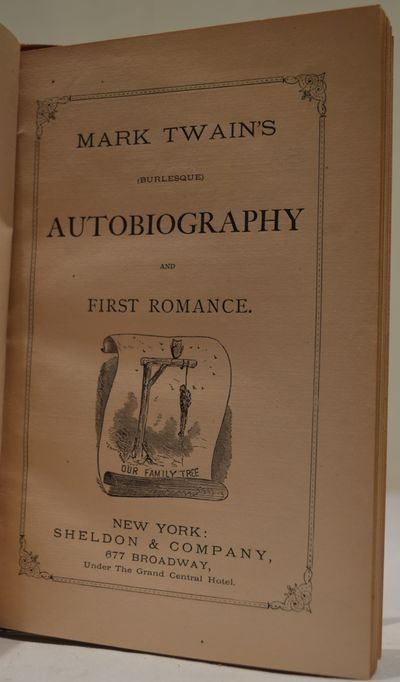 MARK TWAIN'S
(BURLESQUE)
AUTOBIOGRAPHY
AND
FIRST ROMANCE.
OUR FAMILY TREE
NEW YORK:
SHELDON & COMPANY,
677 BROADWAY,
Under The Grand Central Hotel.